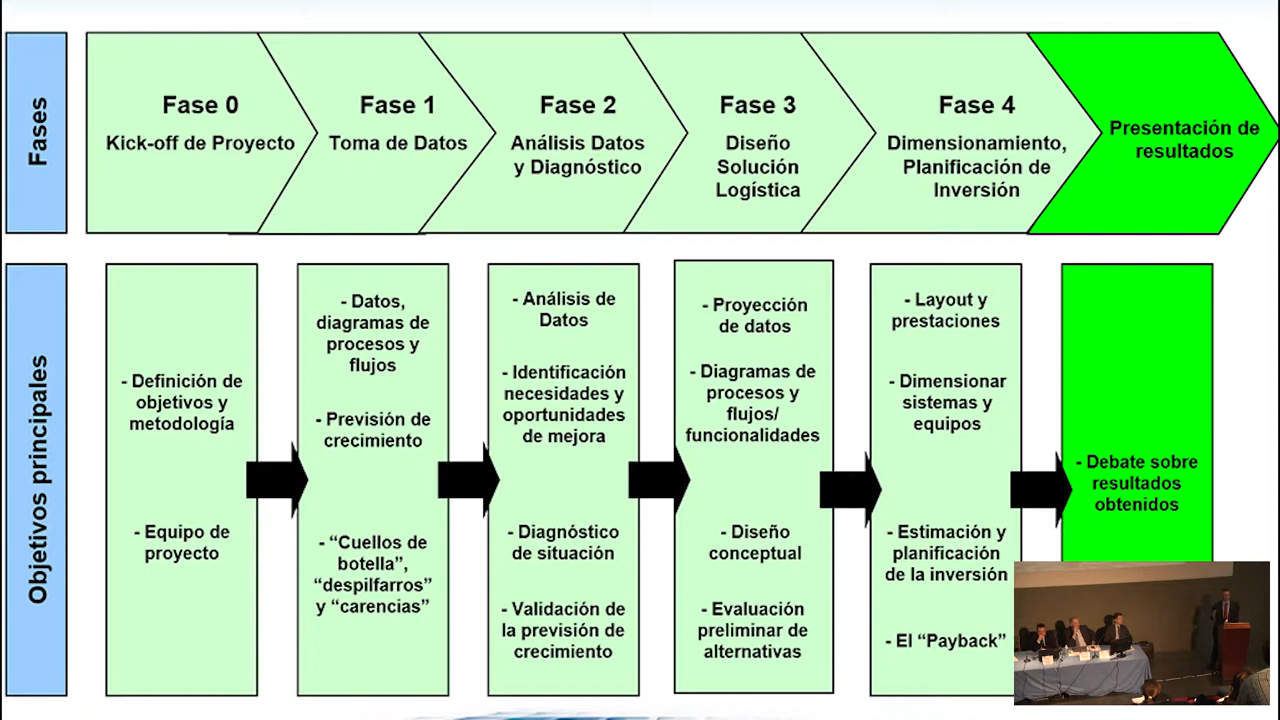 Fases
Fase 0
Kick-off de Proyecto
Fase 1
Toma de Datos
Fase 2
Análisis Datos
y Diagnóstico
Fase 3
Diseño
Solución
Logística
Fase 4
Dimensionamiento,
Planificación de
Inversión
Presentación de
resultados
Objetivos principales
- Definición de
objetivos y
metodología
- Equipo de
proyecto
- Datos,
diagramas de
procesos y
flujos
- Previsión de
crecimiento
- “Cuellos de
botella”,
“despilfarros”
y “carencias”
- Análisis de
Datos
- Identificación
necesidades y
oportunidades
de mejora
- Diagnóstico
de situación
- Validación de
la previsión de
crecimiento
- Proyección
de datos
- Diagramas de
procesos y
flujos/
funcionalidades
- Diseño
conceptual
- Evaluación
preliminar de
alternativas
- Layout y
prestaciones
- Dimensionar
sistemas y
equipos
- Estimación y
planificación
de la inversión
- El “Payback”
- Debate sobre
resultados
obtenidos